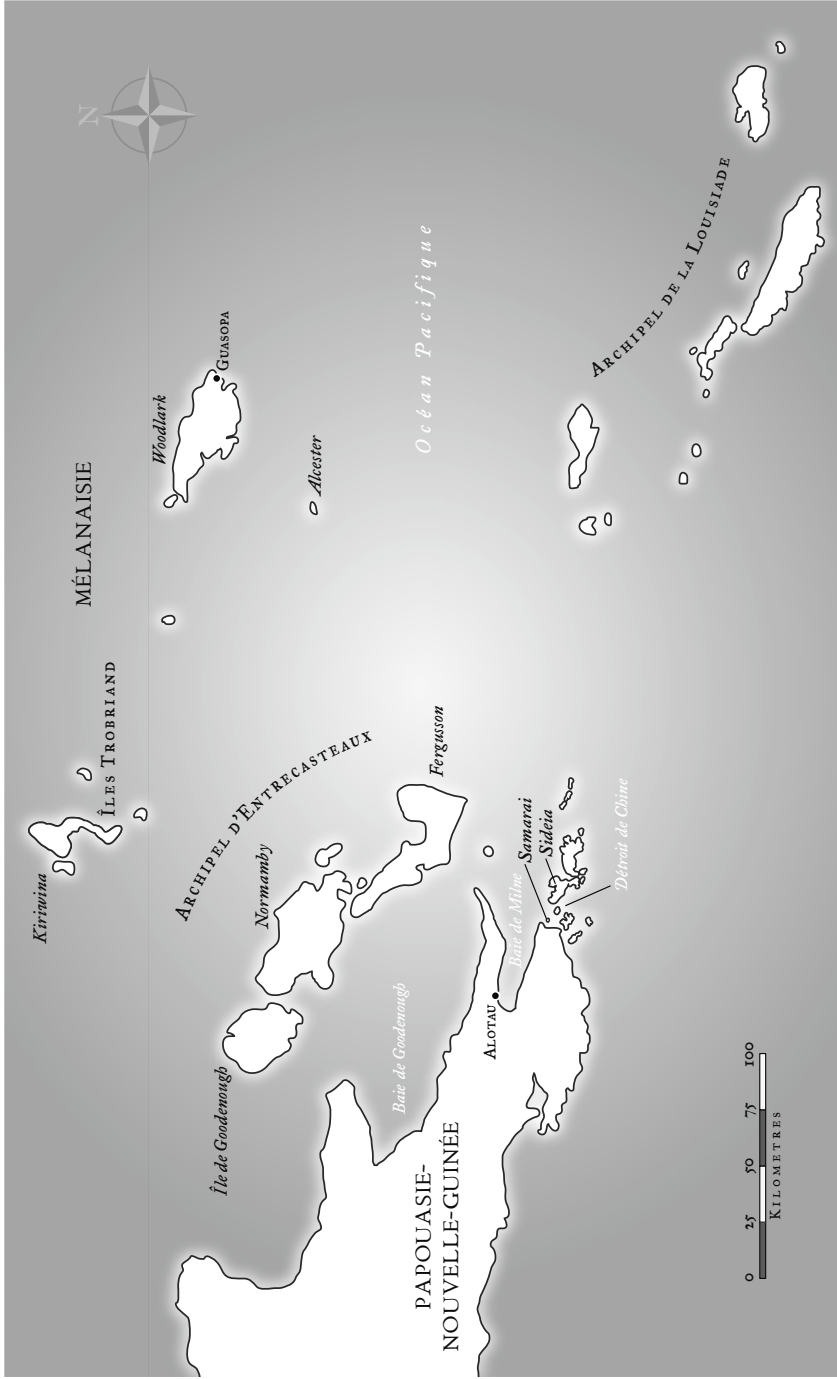 N
MÉLANAISIE
Kiriwina
ÎLES TROBRIAND
Woodlark
GUASOPA
Alcester
Océan Pacifique
ARCHIPEL D'ENTRECASTEAUX
Normamby
Fergusson
Île de Goodenough
Baie de Goodenough
PAPOUASIE-
NOUVELLE-GUINÉE
ALOTAU
Baie de Milne
Samarai
Sideia
Détroit de Chine
ARCHIPEL DE LA LOUISIADE
0 25 50 75 100
KILOMETRES